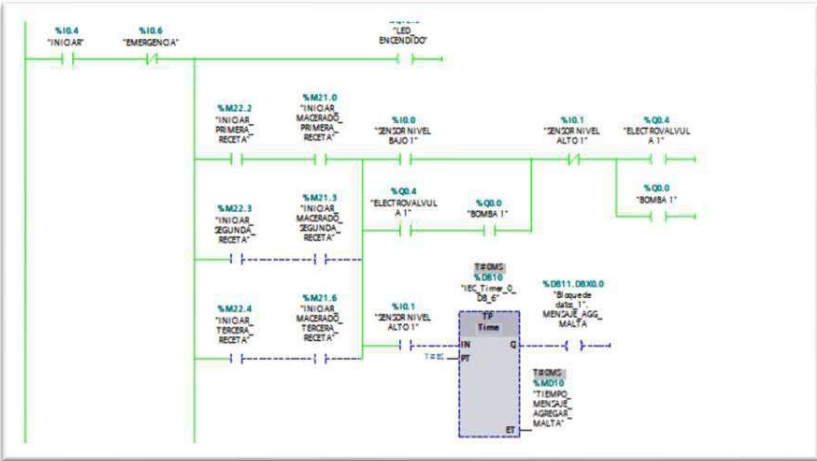 %I0.4
"INICIAR"
%I0.6
"EMERGENCIA"
"LED_
ENCENDIDO"
%M22.2
"INICIAR_
PRIMERA_
RECETA"
%M21.0
"INICIAR_
MACERADO_
PRIMERA_
RECETA"
%I0.0
"SENSOR NIVEL
BAJO 1"
%I0.1
"SENSOR NIVEL
ALTO 1"
%Q0.4
"ELECTROVALVUL
A 1"
%Q0.4
"ELECTROVALVUL
A 1"
%Q0.0
"BOMBA 1"
%Q0.0
"BOMBA 1"
%M22.3
"INICIAR_
SEGUNDA_
RECETA"
%M21.3
"INICIAR_
MACERADO_
SEGUNDA_
RECETA"
%M22.4
"INICIAR_
TERCERA_
RECETA"
%M21.6
"INICIAR_
MACERADO_
TERCERA_
RECETA"
%I0.1
"SENSOR NIVEL
ALTO 1"
T#0MS
%DB10
"IEC_Timer_0_
DB_6"
TP
Time
IN
Q
PT
ET
%DB11.DBX0.0
"Bloque de
datos_1".
MENSAJE_AGG_
MALTA
T#0MS
%MD10
"TIEMPO_
MENSAJE_
AGREGAR_
MALTA"